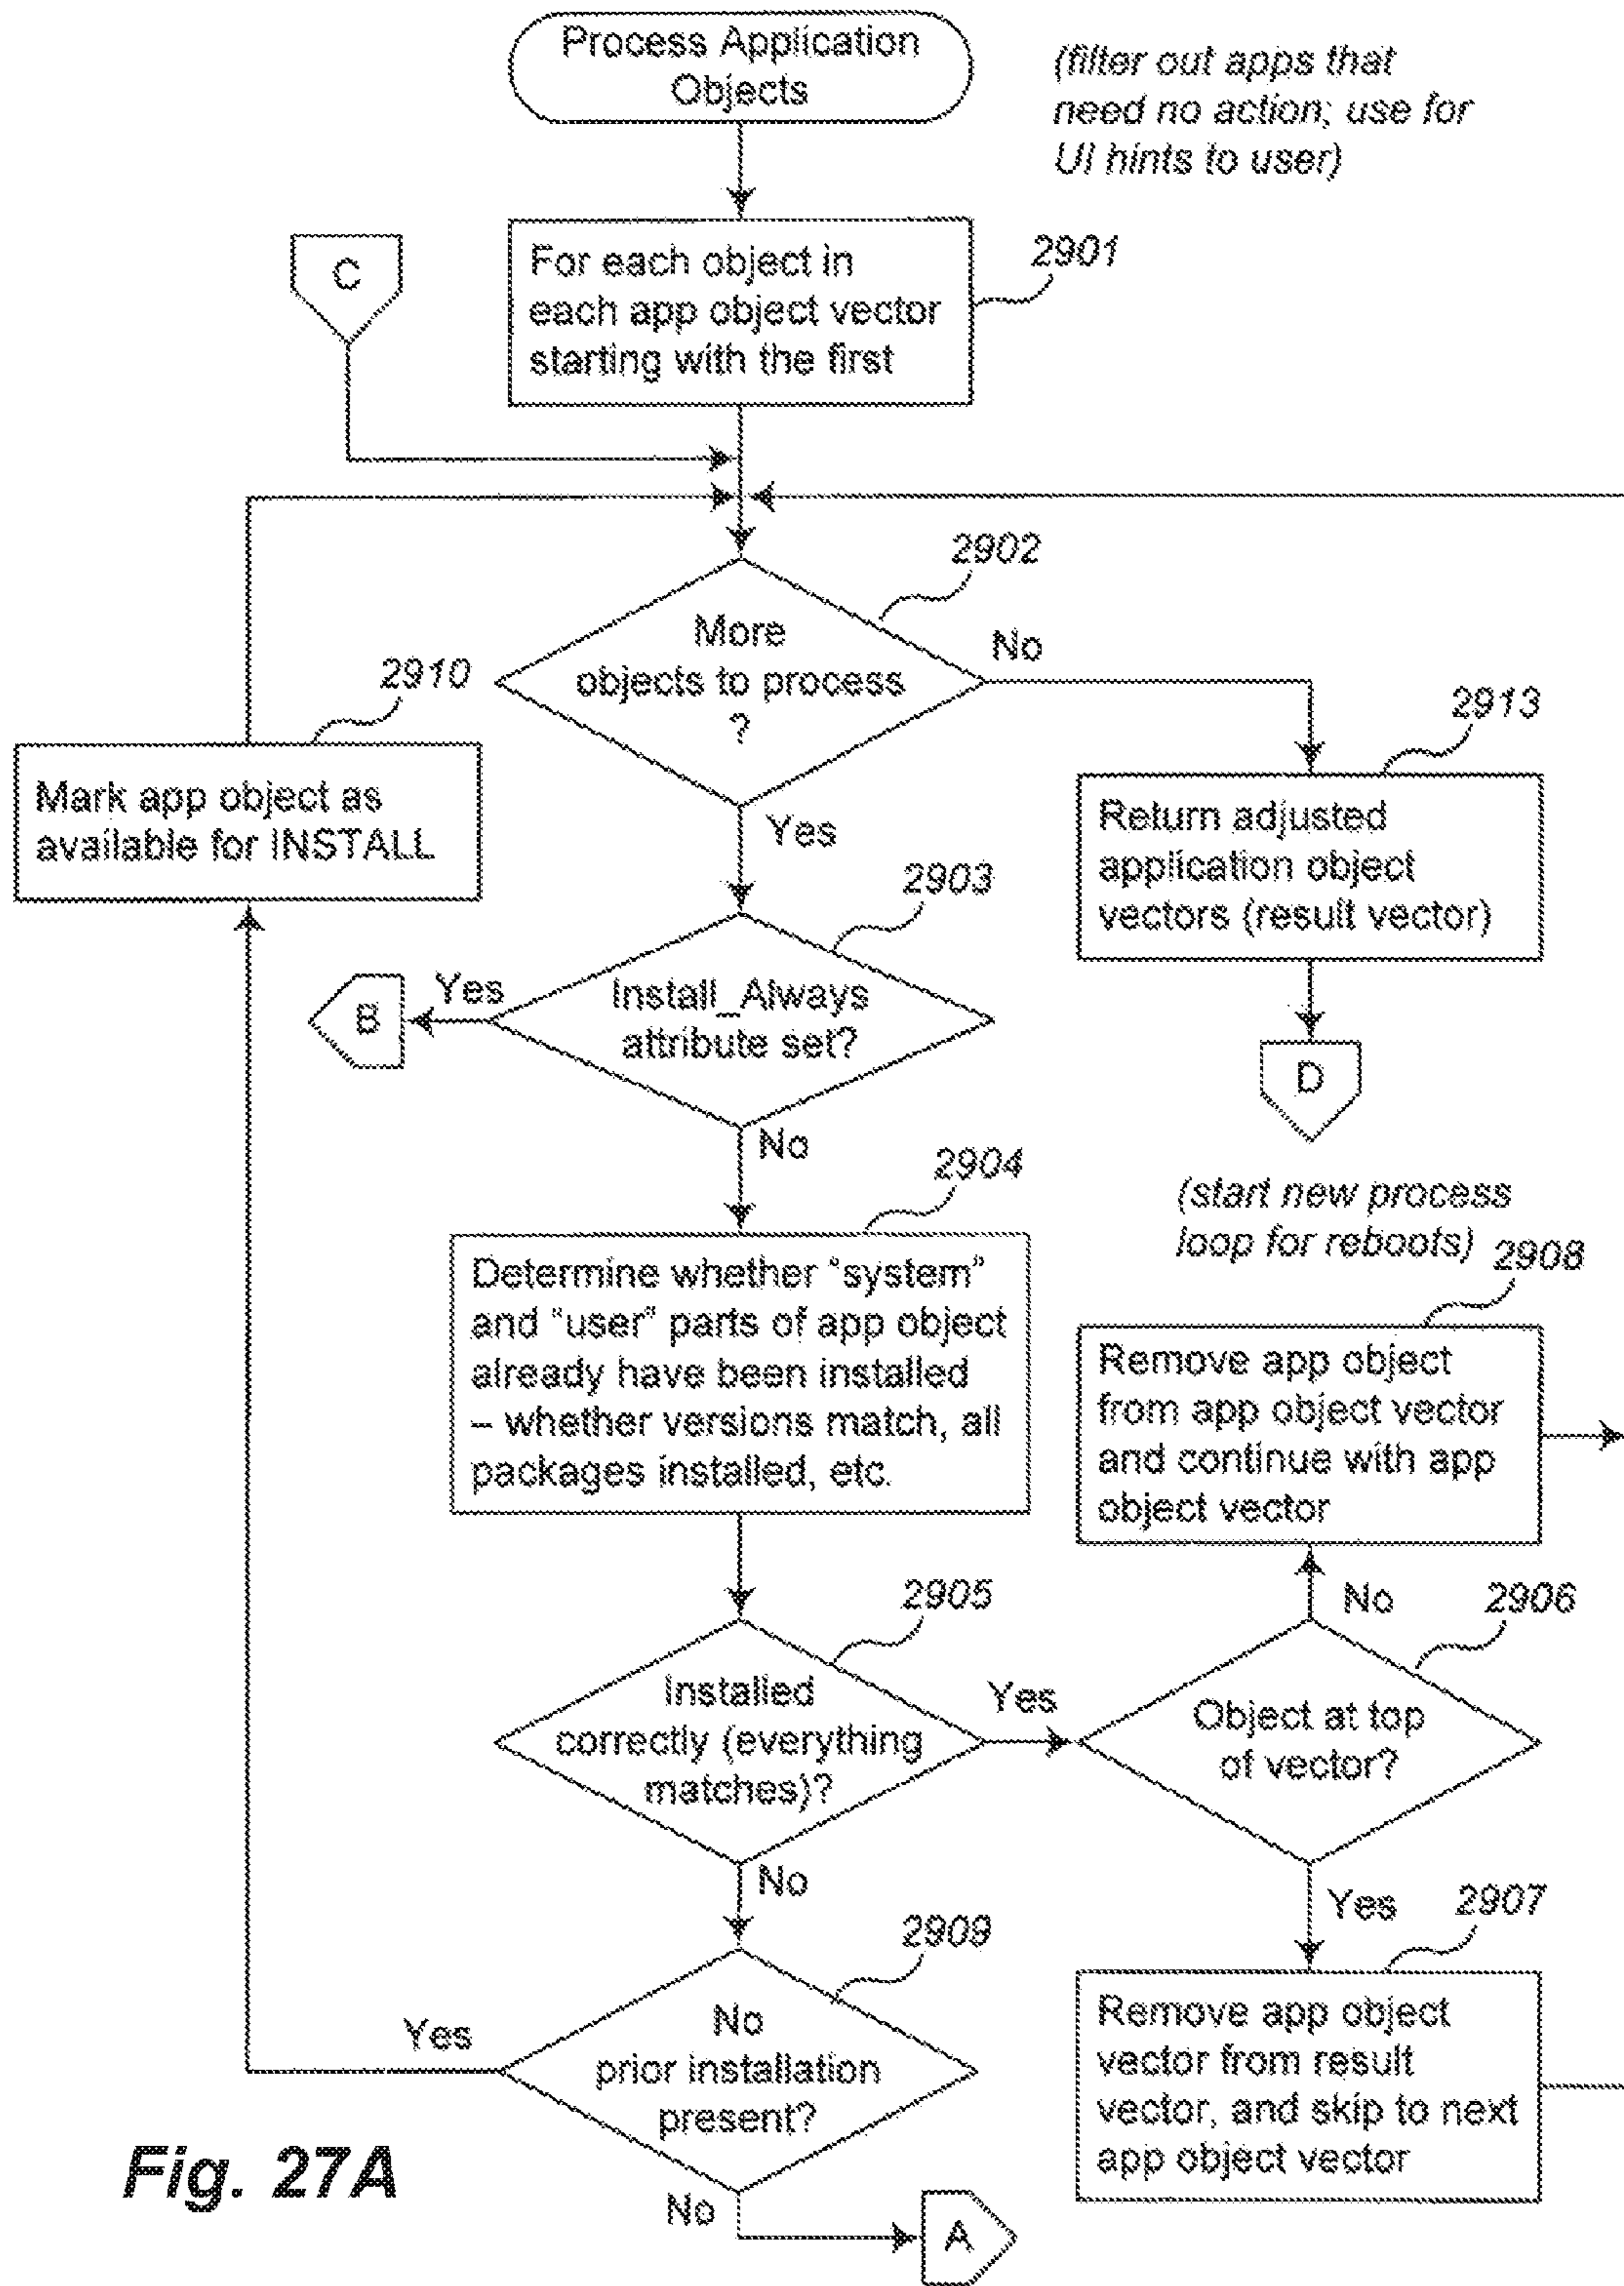 Process Application
Objects
(filter out apps that
need no action; use for
UI hints to user)
C
2901
For each object in
each app object vector
starting with the first
2902
More
objects to process
?
No
2910
2913
Mark app object as
available for INSTALL
Yes
Return adjusted
application object
vectors (result vector)
2903
Yes
B
Install_Always
attribute set?
D
No
2904
(start new process
loop for reboots)
2908
Determine whether "system"
and "user" parts of app object
already have been installed
– whether versions match, all
packages installed, etc.
Remove app object
from app object vector
and continue with app
object vector
2905
No
2906
Installed
correctly (everything
matches)?
Yes
Object at top
of vector?
No
Yes
2907
2909
Yes
No
prior installation
present?
Remove app object
vector from result
vector, and skip to next
app object vector
No
A
Fig. 27A